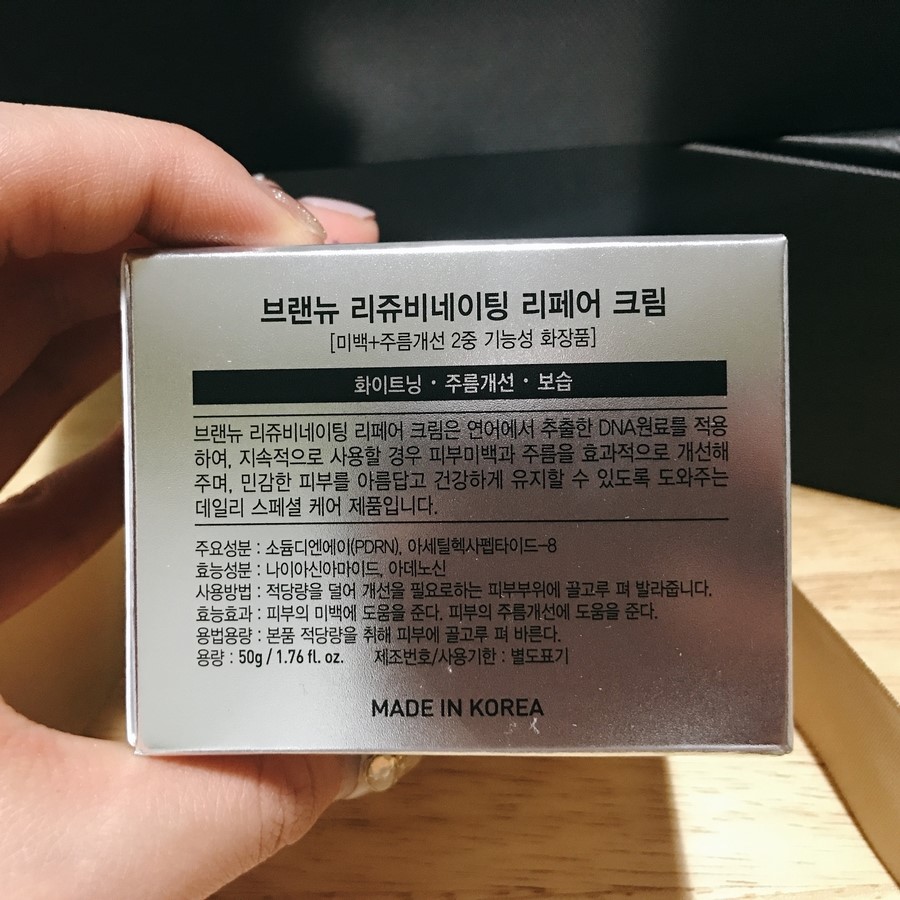 브랜뉴 리쥬비네이팅 리페어 크림
[미백+주름개선 2중 기능성 화장품]
화이트닝 · 주름개선 · 보습
브랜뉴 리쥬비네이팅 리페어 크림은 연어에서 추출한 DNA원료를 적용
하여, 지속적으로 사용할 경우 피부미백과 주름을 효과적으로 개선해
주며, 민감한 피부를 아름답고 건강하게 유지할 수 있도록 도와주는
데일리 스페셜 케어 제품입니다.
주요성분 : 소듐디엔에이(PDRN), 아세틸헥사펩타이드-8
효능성분 : 나이아신아마이드, 아데노신
사용방법 : 적당량을 덜어 개선을 필요로하는 피부부위에 골고루 펴 발라줍니다.
효능효과 : 피부의 미백에 도움을 준다. 피부의 주름개선에 도움을 준다.
용법용량 : 본품 적당량을 취해 피부에 골고루 펴 바른다.
용량 : 50g / 1.76 fl. oz. 제조번호/사용기한 : 별도표기
MADE IN KOREA